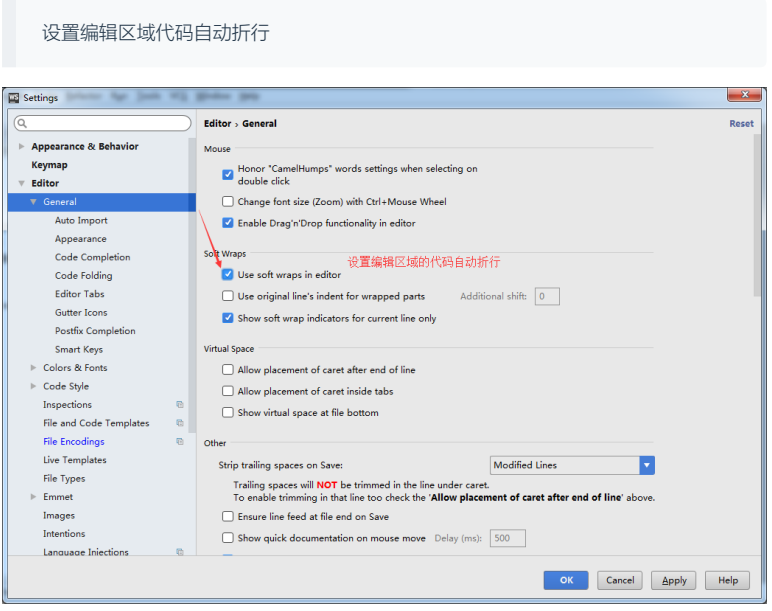 设置编辑区域代码自动折行
Settings
Editor › General
Reset
Appearance & Behavior
Keymap
Editor
General
Auto Import
Appearance
Code Completion
Code Folding
Editor Tabs
Gutter Icons
Postfix Completion
Smart Keys
Colors & Fonts
Code Style
Inspections
File and Code Templates
File Encodings
Live Templates
File Types
Emmet
Images
Intentions
Language Injections
Mouse
Honor "CamelHumps" words settings when selecting on
double click
Change font size (Zoom) with Ctrl+Mouse Wheel
Enable Drag'n'Drop functionality in editor
Soft Wraps
设置编辑区域的代码自动折行
Use soft wraps in editor
Use original line's indent for wrapped parts Additional shift: 0
Show soft wrap indicators for current line only
Virtual Space
Allow placement of caret after end of line
Allow placement of caret inside tabs
Show virtual space at file bottom
Other
Strip trailing spaces on Save: Modified Lines
Trailing spaces will NOT be trimmed in the line under caret.
To enable trimming in that line too check the 'Allow placement of caret after end of line' above.
Ensure line feed at file end on Save
Show quick documentation on mouse move Delay (ms): 500
OK Cancel Apply Help